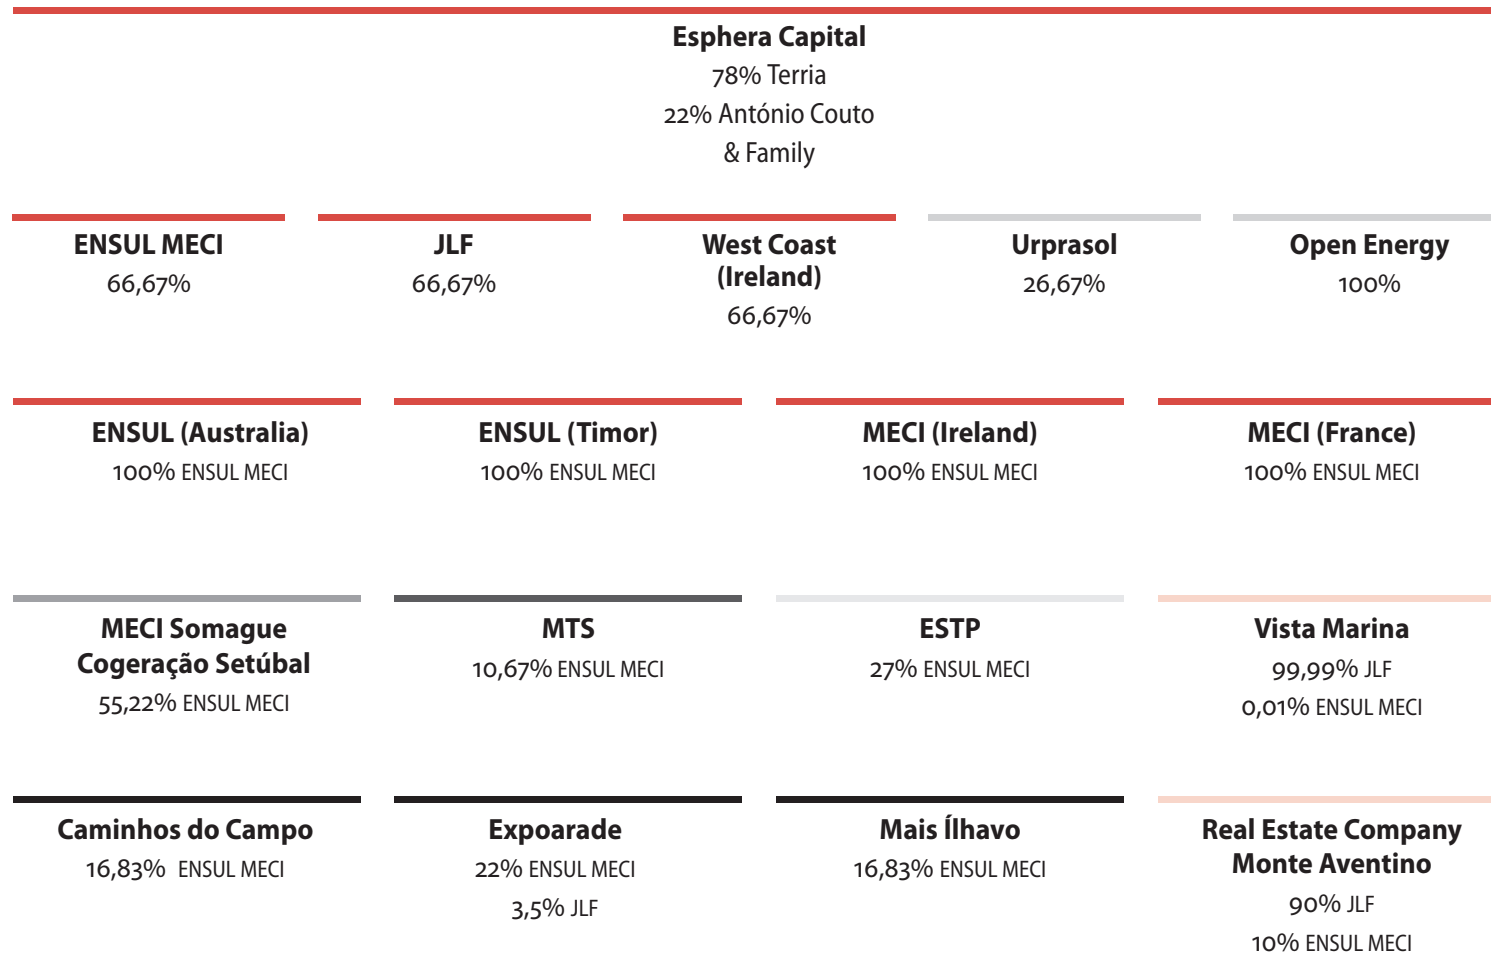 Esphera Capital
78% Terria
22% António Couto
& Family
ENSUL MECI
66,67%
JLF
66,67%
West Coast
(Ireland)
66,67%
Urprasol
26,67%
Open Energy
100%
ENSUL (Australia)
100% ENSUL MECI
ENSUL (Timor)
100% ENSUL MECI
MECI (Ireland)
100% ENSUL MECI
MECI (France)
100% ENSUL MECI
MECI Somague
Cogeração Setúbal
55,22% ENSUL MECI
MTS
10,67% ENSUL MECI
ESTP
27% ENSUL MECI
Vista Marina
99,99% JLF
0,01% ENSUL MECI
Caminhos do Campo
16,83% ENSUL MECI
Expoarade
22% ENSUL MECI
3,5% JLF
Mais Ílhavo
16,83% ENSUL MECI
Real Estate Company
Monte Aventino
90% JLF
10% ENSUL MECI